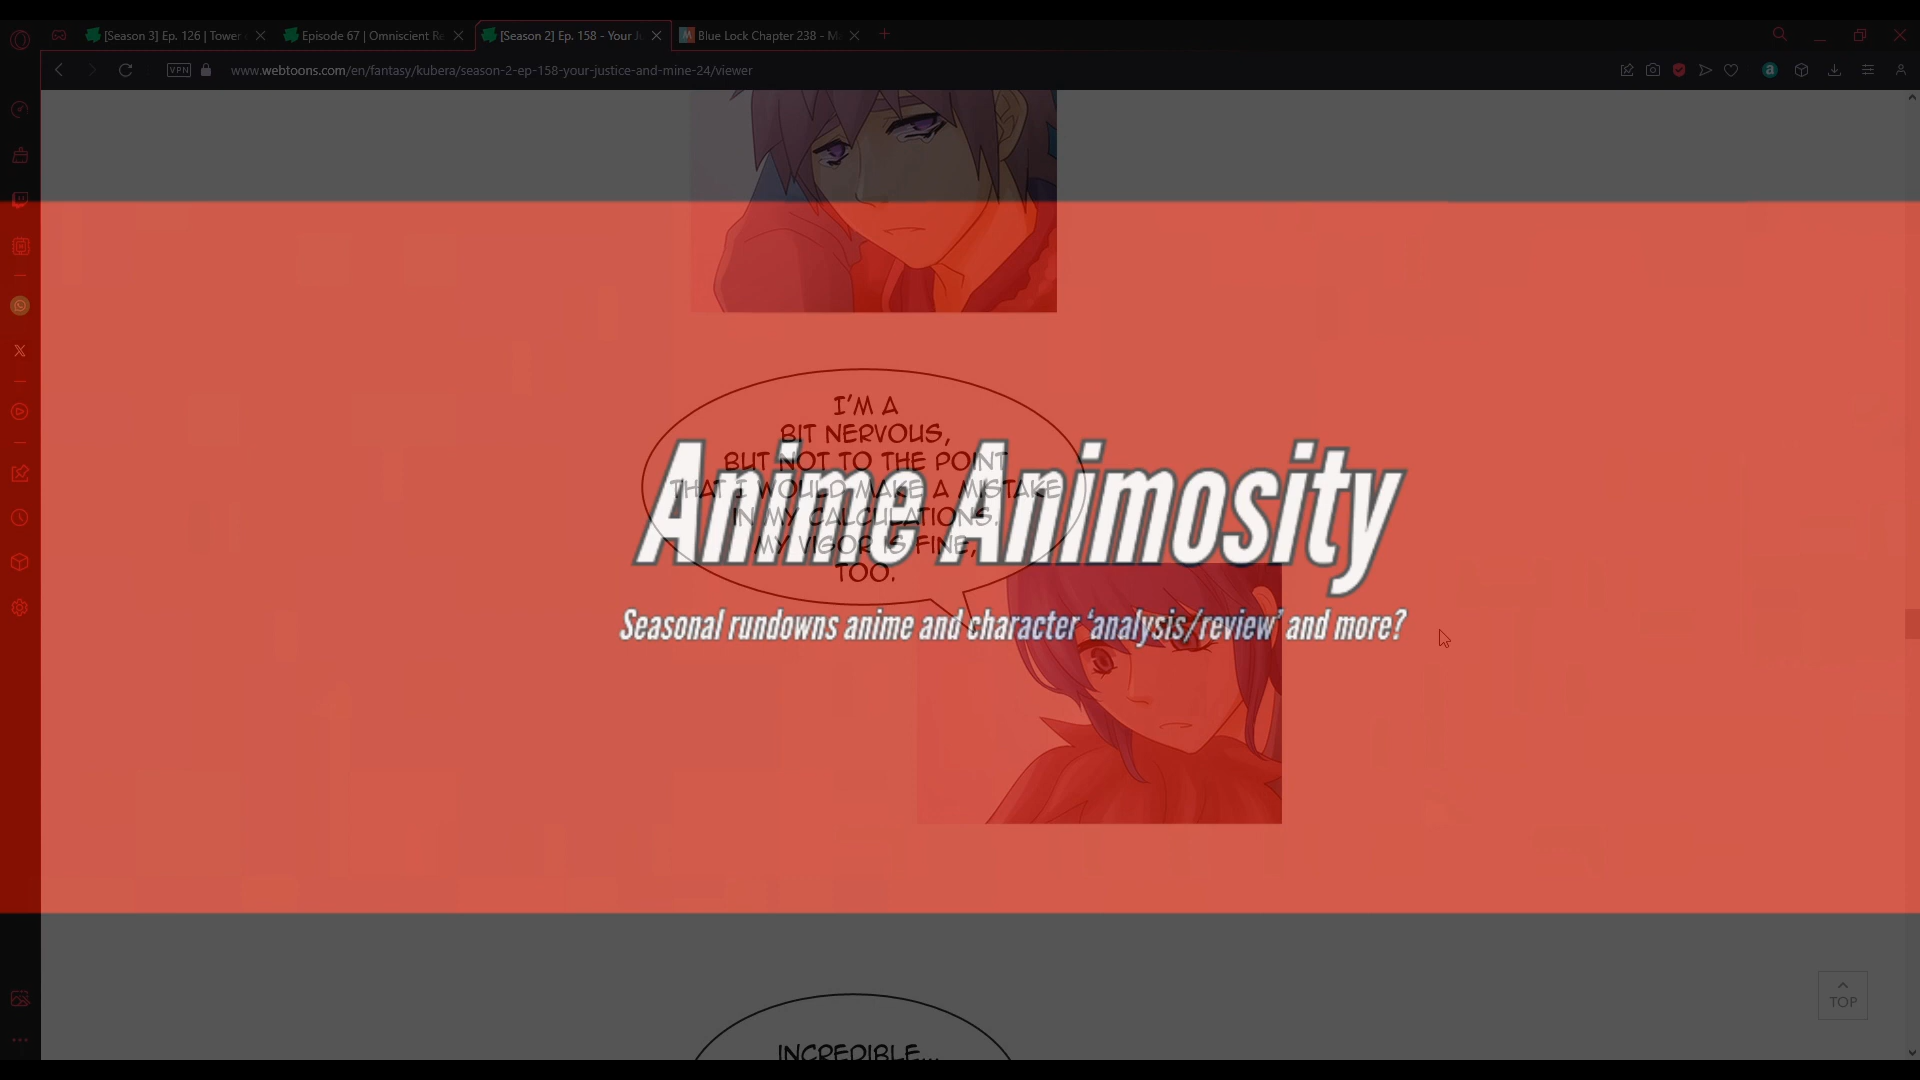 [Season 3] Ep. 126 | Tower
Episode 67 | Omniscient Re
[Season 2] Ep. 158 - Your J
Blue Lock Chapter 238 - M
VPN
www.webtoons.com/en/fantasy/kubera/season-2-ep-158-your-justice-and-mine-24/viewer
I'M A
BIT NERVOUS,
BUT NOT TO THE POINT
THAT I WOULD MAKE A MISTAKE
IN MY CALCULATIONS.
MY VIGOR IS FINE,
TOO.
Anime Animosity
Seasonal rundowns anime and character 'analysis/review' and more?
TOP
INCREDIBLE...